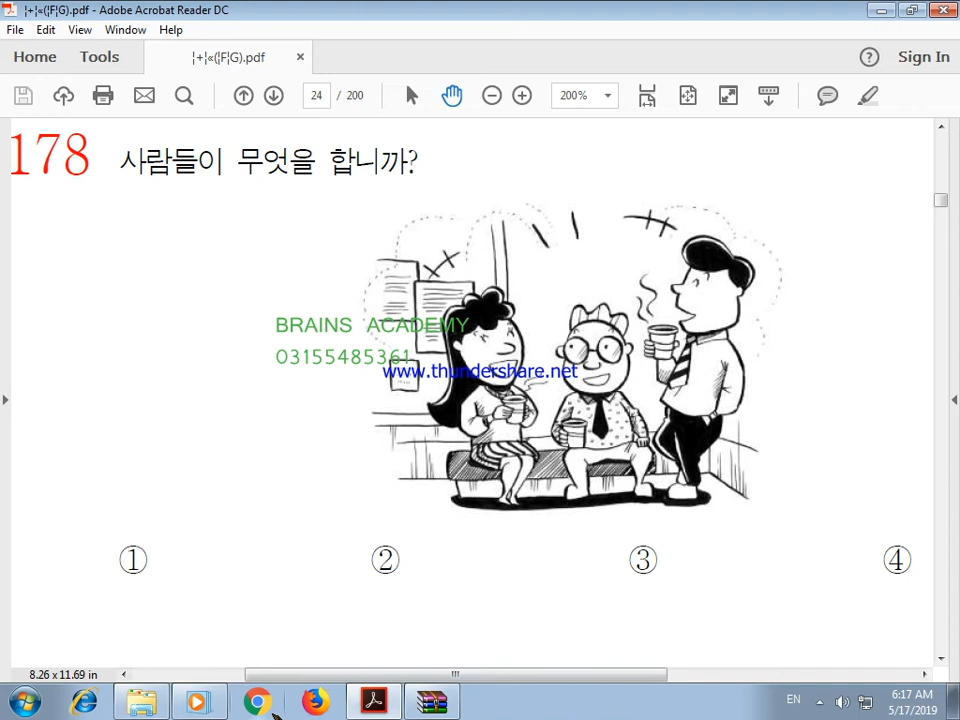 ¦+¦«(¦F¦G).pdf - Adobe Acrobat Reader DC
File Edit View Window Help
Home Tools ¦+¦«(¦F¦G).pdf × ? Sign In
24 / 200 200%
178 사람들이 무엇을 합니까?
BRAINS ACADEMY
03155485361
www.thundershare.net
① ② ③ ④
8.26 x 11.69 in
EN 6:17 AM
5/17/2019